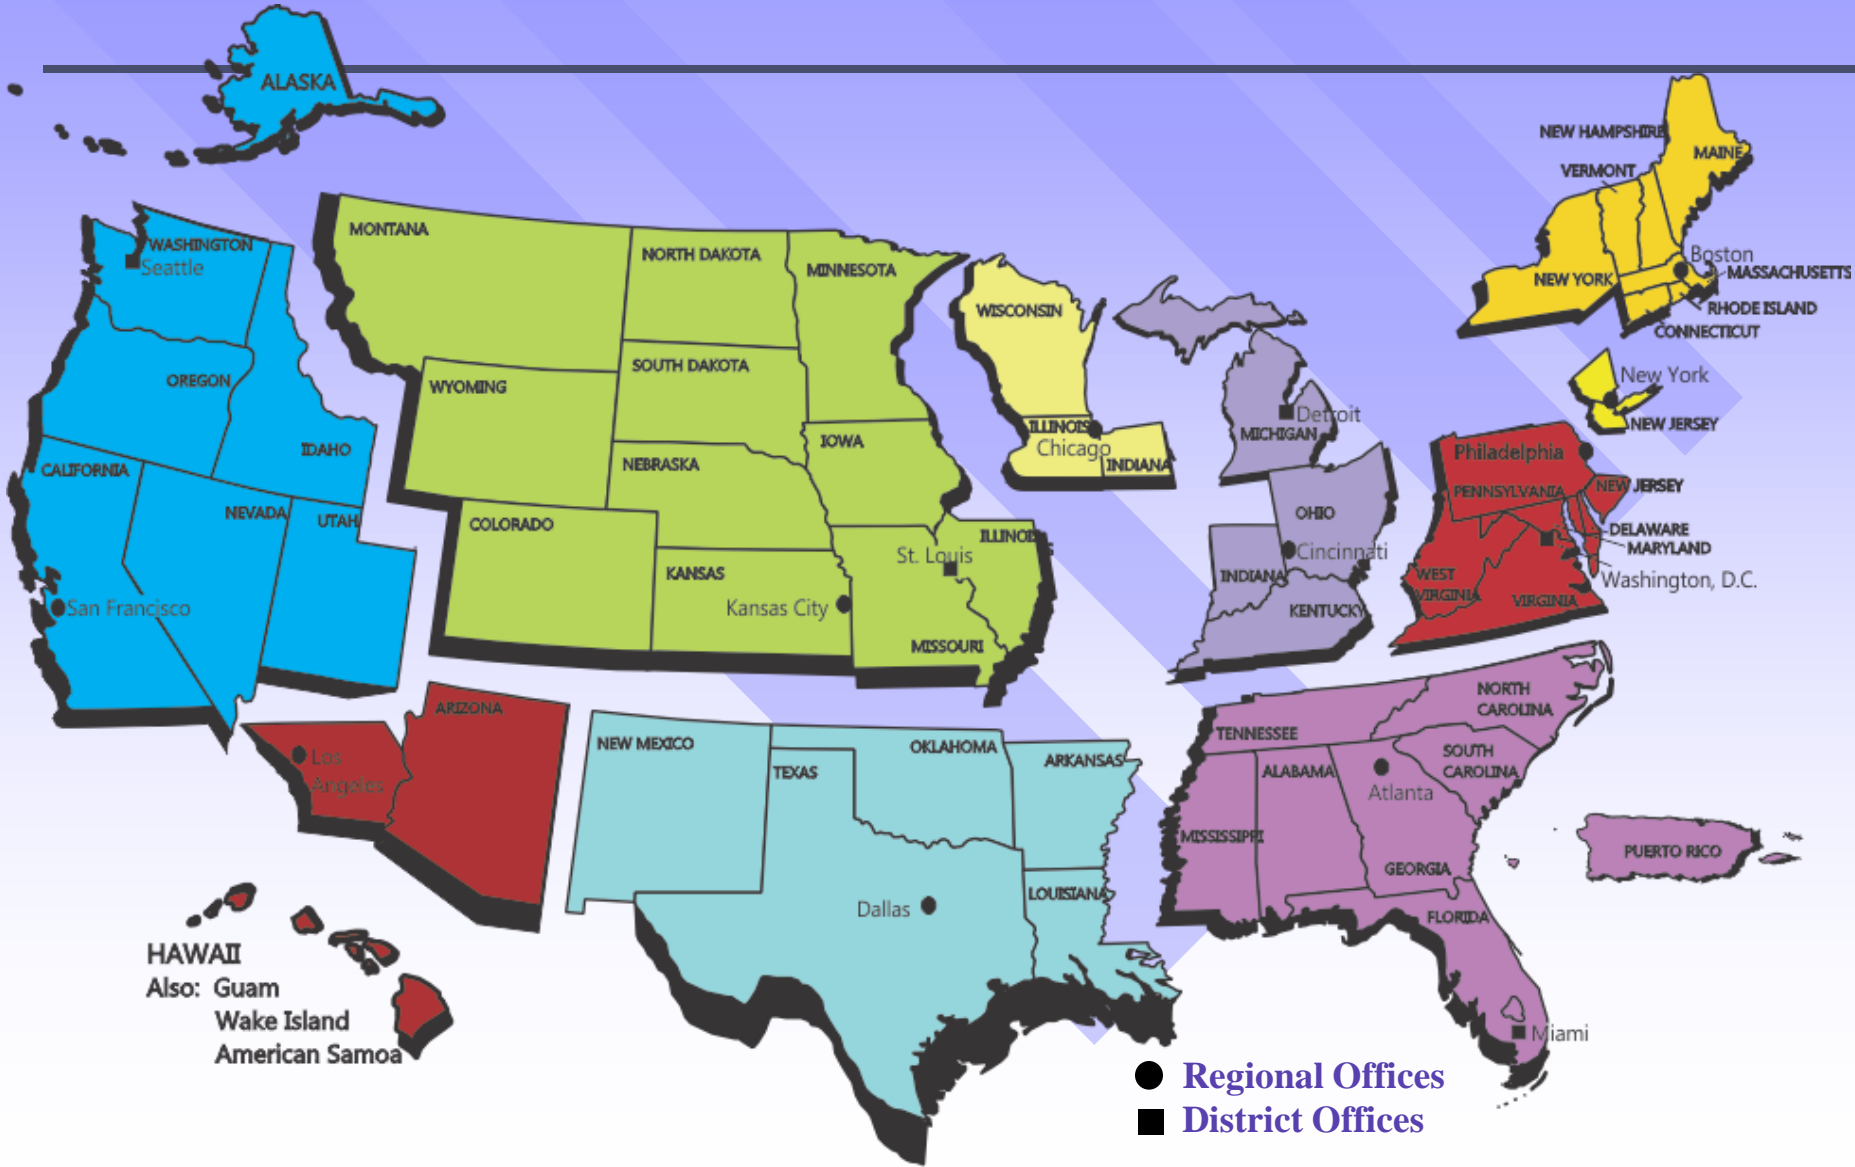 ALASKA
NEW HAMPSHIRE
MAINE
VERMONT
MONTANA
WASHINGTON
Seattle
NORTH DAKOTA
MINNESOTA
Boston
MASSACHUSETTS
NEW YORK
WISCONSIN
RHODE ISLAND
CONNECTICUT
SOUTH DAKOTA
OREGON
WYOMING
New York
Detroit
NEW JERSEY
MICHIGAN
ILLINOIS
IOWA
Chicago
IDAHO
Philadelphia
CALIFORNIA
NEBRASKA
INDIANA
NEW JERSEY
PENNSYLVANIA
NEVADA
UTAH
COLORADO
OHIO
DELAWARE
ILLINOIS
MARYLAND
St. Louis
Cincinnati
KANSAS
INDIANA
WEST
VIRGINIA
Washington, D.C.
San Francisco
Kansas City
KENTUCKY
VIRGINIA
MISSOURI
NORTH
CAROLINA
ARIZONA
TENNESSEE
NEW MEXICO
OKLAHOMA
SOUTH
CAROLINA
Los
Angeles
TEXAS
ARKANSAS
ALABAMA
Atlanta
MISSISSIPPI
PUERTO RICO
GEORGIA
LOUISIANA
Dallas
FLORIDA
HAWAII
Also: Guam
Wake Island
American Samoa
Miami
Regional Offices
District Offices